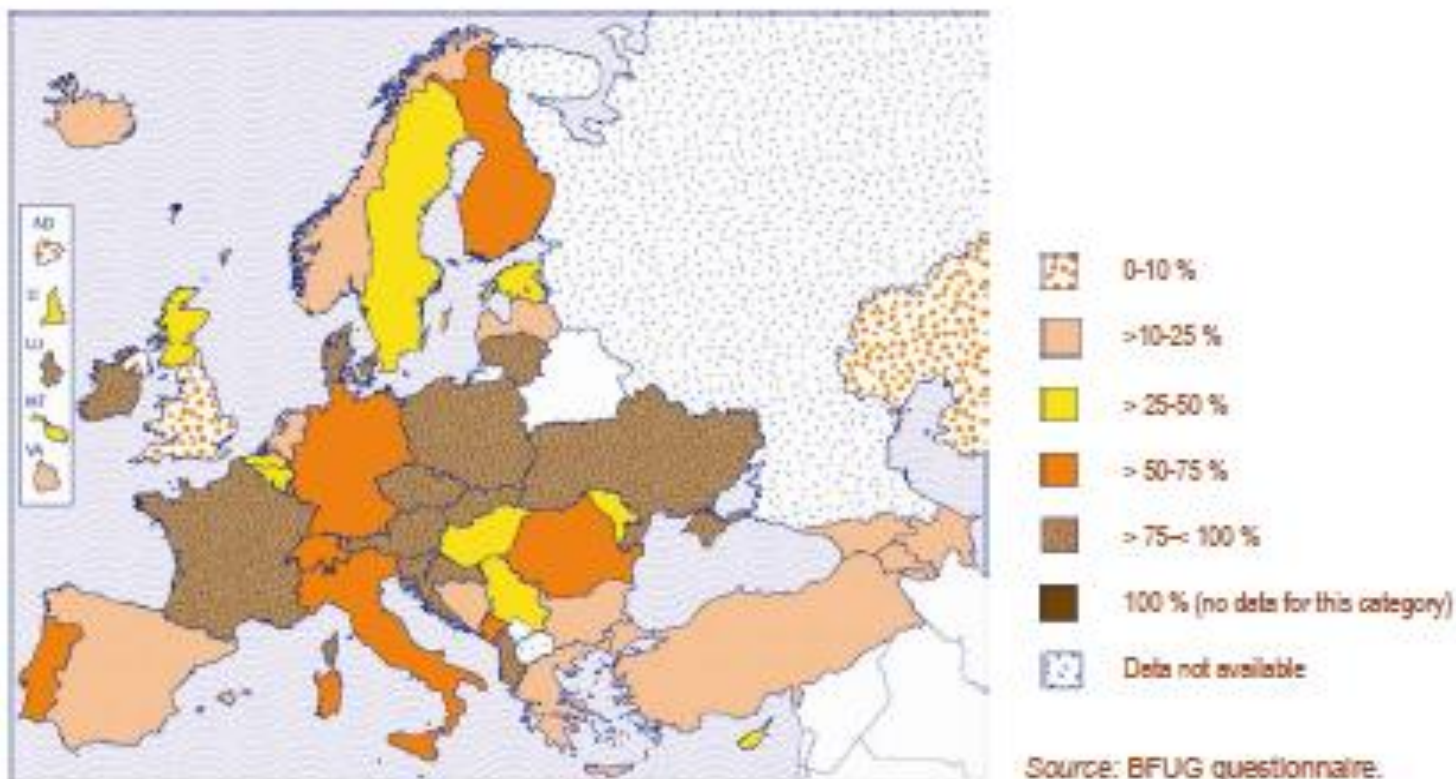 AD
LI
LU
MT
VA
0-10 %
>10-25 %
> 25-50 %
> 50-75 %
> 75–< 100 %
100 % (no data for this category)
Data not available
Source: BFUG questionnaire.